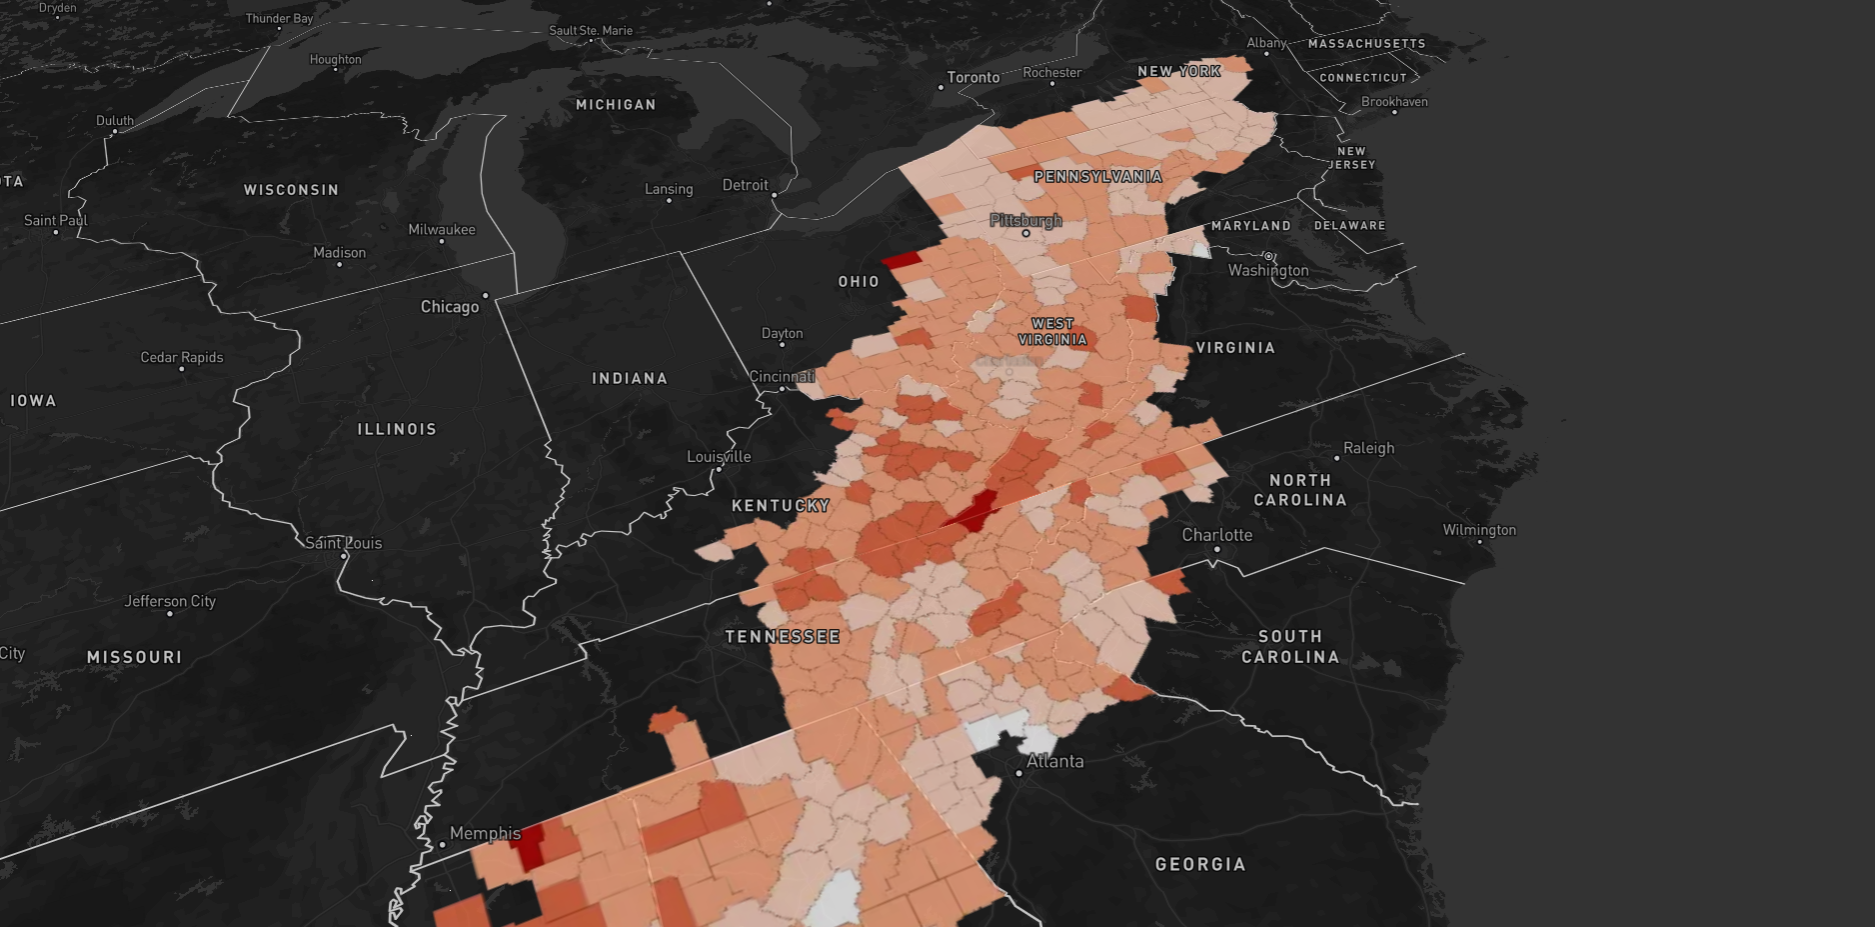 Dryden
Thunder Bay
Sault Ste. Marie
Houghton
Albany
MASSACHUSETTS
Toronto
Rochester
NEW YORK
CONNECTICUT
MICHIGAN
Brookhaven
Duluth
NEW
JERSEY
OTA
WISCONSIN
Lansing
Detroit
PENNSYLVANIA
Saint Paul
Milwaukee
Pittsburgh
MARYLAND
DELAWARE
Madison
Washington
OHIO
Chicago
WEST
VIRGINIA
Dayton
VIRGINIA
Cedar Rapids
INDIANA
Cincinnati
IOWA
ILLINOIS
Louisville
Raleigh
NORTH
CAROLINA
KENTUCKY
Wilmington
Saint Louis
Charlotte
Jefferson City
TENNESSEE
SOUTH
CAROLINA
City
MISSOURI
Atlanta
Memphis
GEORGIA